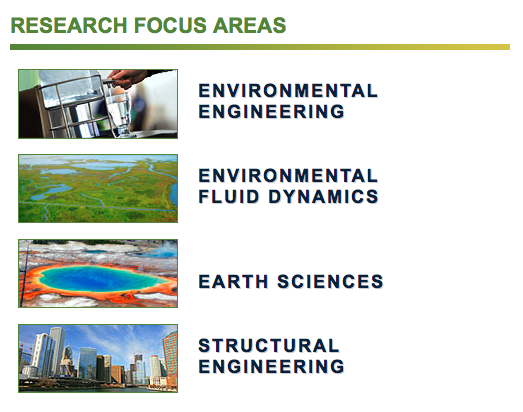 RESEARCH FOCUS AREAS
ENVIRONMENTAL
ENGINEERING
ENVIRONMENTAL
FLUID DYNAMICS
EARTH SCIENCES
STRUCTURAL
ENGINEERING